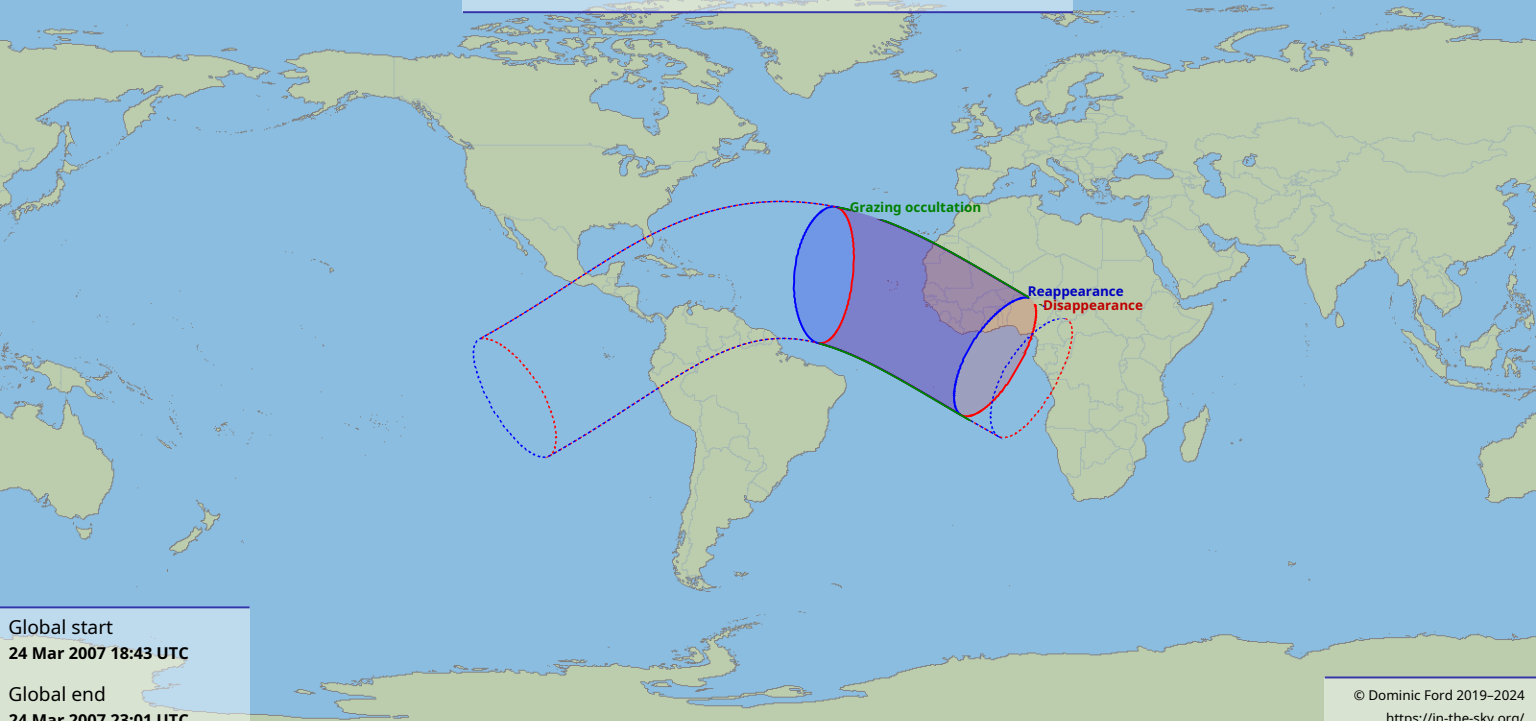 Grazing occultation
Reappearance
Disappearance
Global start
24 Mar 2007 18:43 UTC
Global end
24 Mar 2007 23:01 UTC
© Dominic Ford 2019–2024
https://in-the-sky.org/